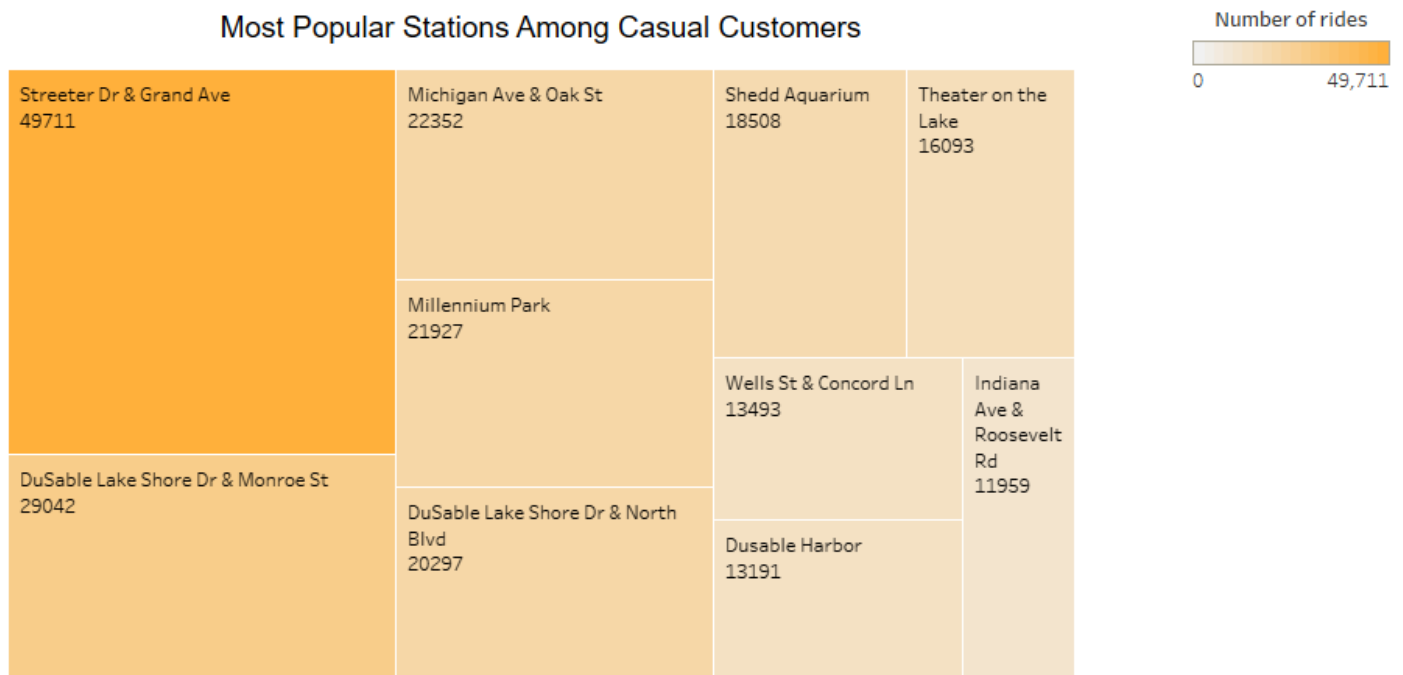 Most Popular Stations Among Casual Customers
Number of rides
0
49,711
Streeter Dr & Grand Ave
49711
DuSable Lake Shore Dr & Monroe St
29042
Michigan Ave & Oak St
22352
Millennium Park
21927
DuSable Lake Shore Dr & North
Blvd
20297
Shedd Aquarium
18508
Theater on the
Lake
16093
Wells St & Concord Ln
13493
Dusable Harbor
13191
Indiana
Ave &
Roosevelt
Rd
11959